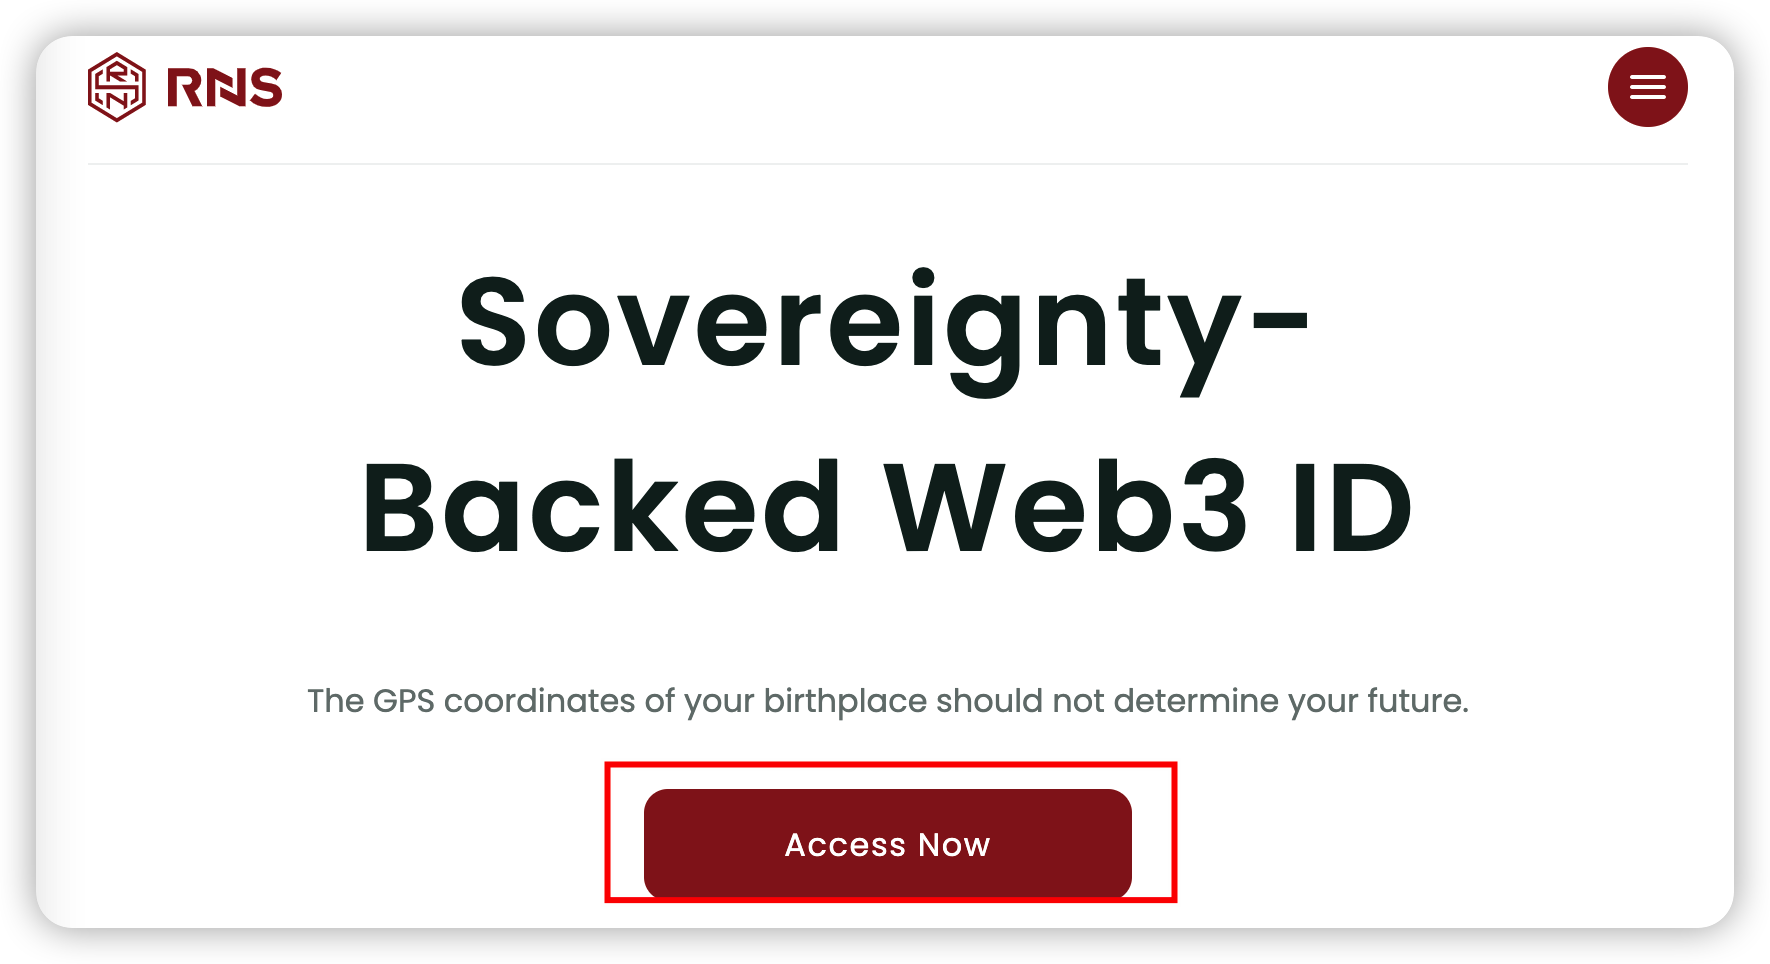 RNS
Sovereignty-
Backed Web3 ID
The GPS coordinates of your birthplace should not determine your future.
Access Now